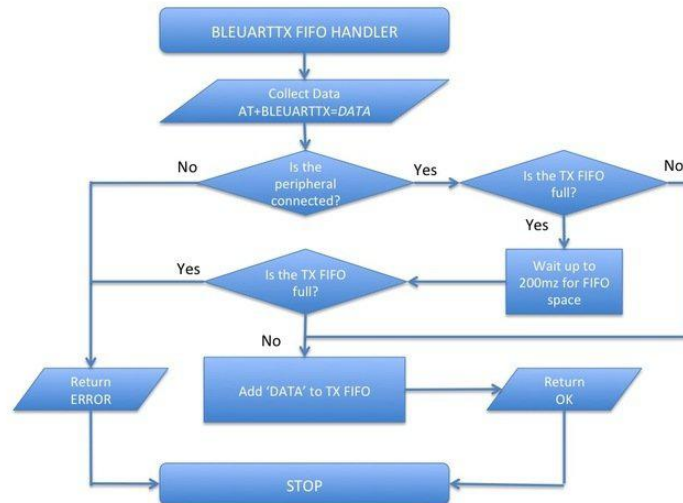 BLEUARTTX FIFO HANDLER
Collect Data
AT+BLEUARTTX=DATA
No
Is the
peripheral
connected?
Yes
Is the TX FIFO
full?
No
Yes
Yes
Is the TX FIFO
full?
Wait up to
200mz for FIFO
space
No
Return
ERROR
Add ‘DATA’ to TX FIFO
Return
OK
STOP